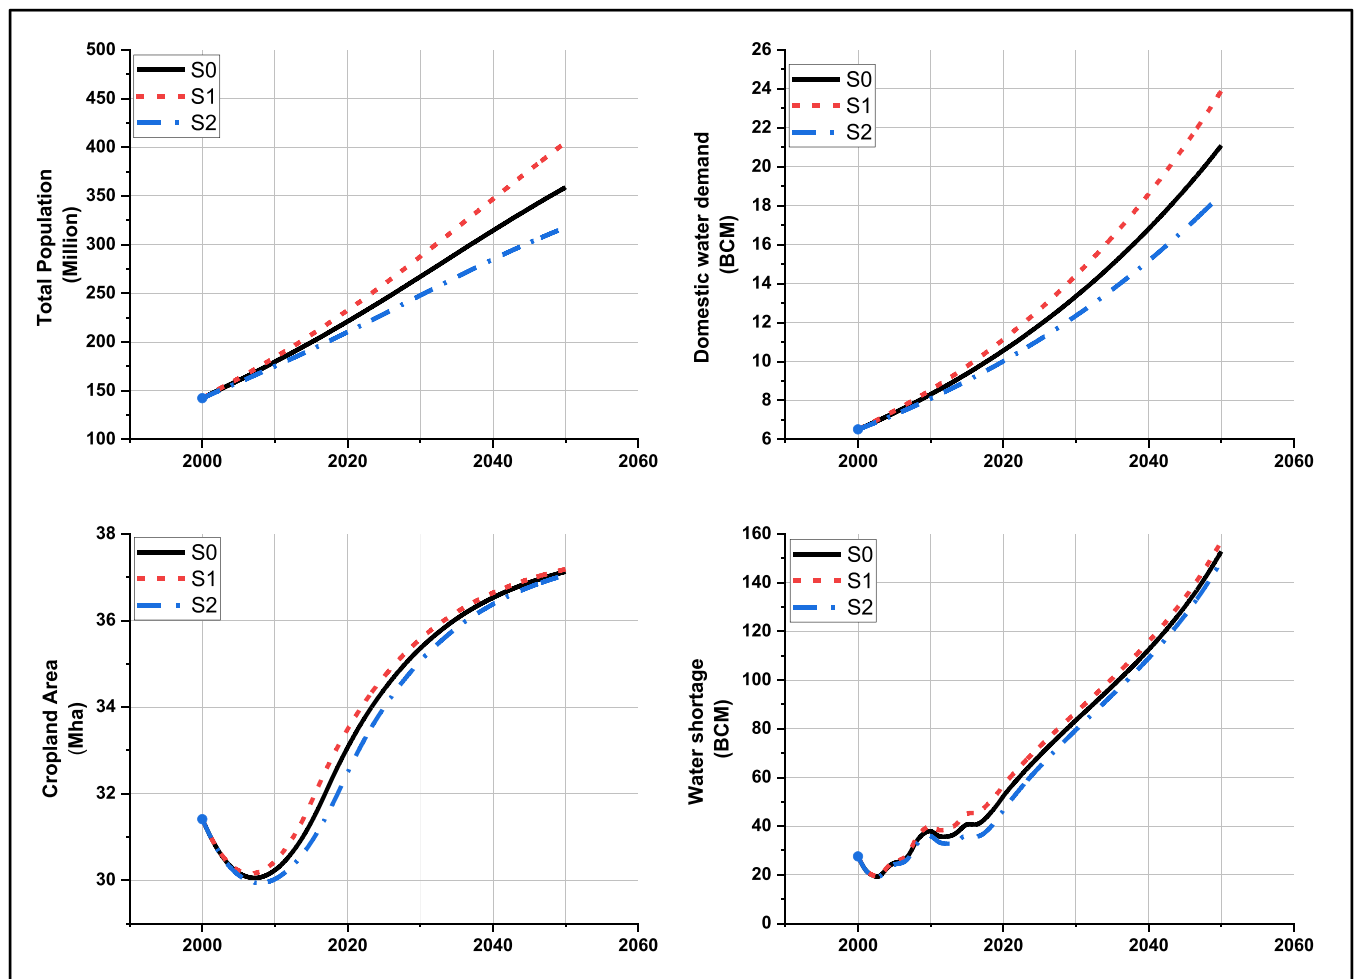 500
450
400
350
300
250
200
150
100
S0
S1
S2
Total Population
(Million)
2000
2020
2040
2060
26
24
22
20
18
16
14
12
10
8
6
S0
S1
S2
Domestic water demand
(BCM)
2000
2020
2040
2060
38
36
34
32
30
S0
S1
S2
Cropland Area
(Mha)
2000
2020
2040
2060
160
140
120
100
80
60
40
20
0
S0
S1
S2
Water shortage
(BCM)
2000
2020
2040
2060